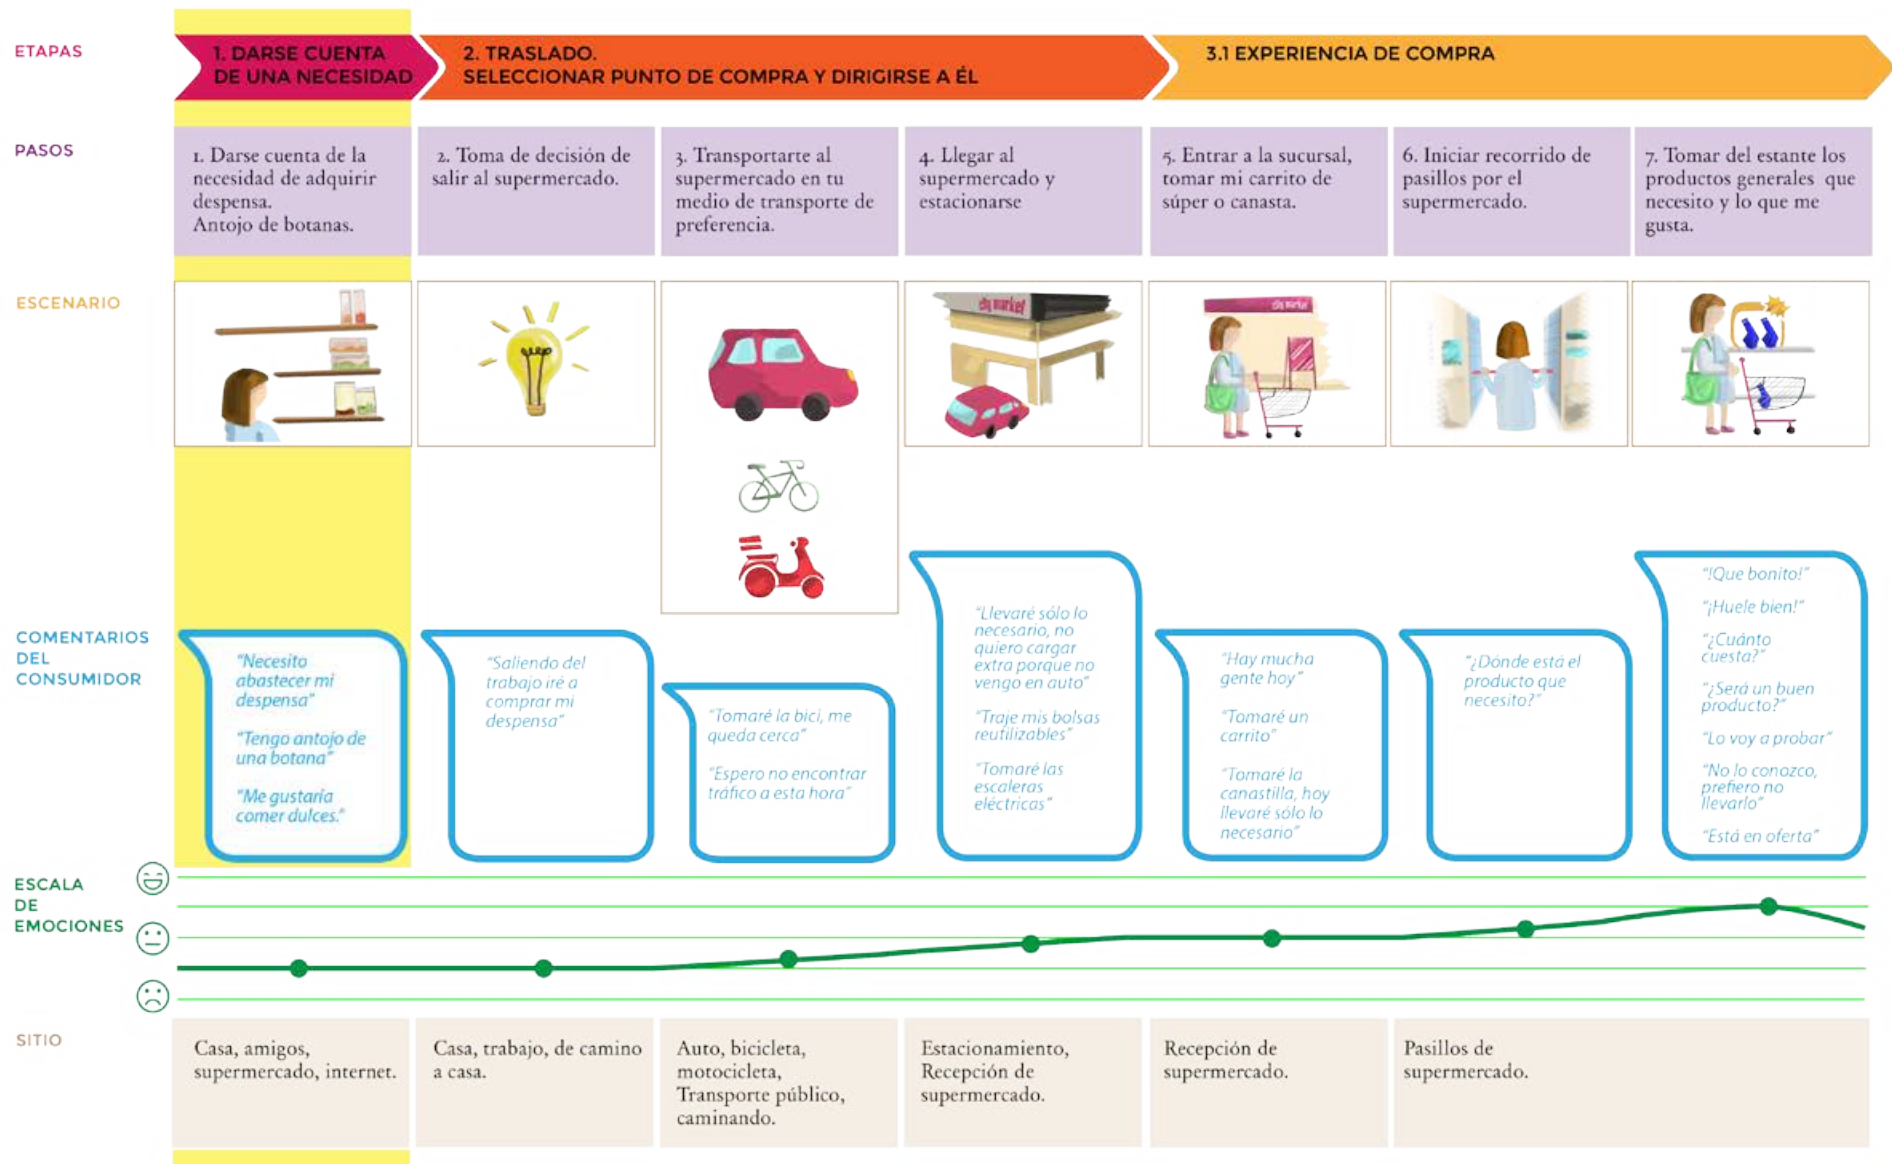 ETAPAS
1. DARSE CUENTA
DE UNA NECESIDAD
2. TRASLADO.
SELECCIONAR PUNTO DE COMPRA Y DIRIGIRSE A ÉL
3.1 EXPERIENCIA DE COMPRA
PASOS
1. Darse cuenta de la
necesidad de adquirir
despensa.
Antojo de botanas.
2. Toma de decisión de
salir al supermercado.
3. Transportarte al
supermercado en tu
medio de transporte de
preferencia.
4. Llegar al
supermercado y
estacionarse
5. Entrar a la sucursal,
tomar mi carrito de
súper o canasta.
6. Iniciar recorrido de
pasillos por el
supermercado.
7. Tomar del estante los
productos generales que
necesito y lo que me
gusta.
ESCENARIO
city market
city market
COMENTARIOS
DEL
CONSUMIDOR
"Necesito
abastecer mi
despensa"
"Tengo antojo de
una botana"
"Me gustaría
comer dulces."
"Saliendo del
trabajo iré a
comprar mi
despensa"
"Tomaré la bici, me
queda cerca"
"Espero no encontrar
tráfico a esta hora"
"Llevaré sólo lo
necesario, no
quiero cargar
extra porque no
vengo en auto"
"Traje mis bolsas
reutilizables"
"Tomaré las
escaleras
eléctricas"
"Hay mucha
gente hoy"
"Tomaré un
carrito"
"Tomaré la
canastilla, hoy
llevaré sólo lo
necesario"
"¿Dónde está el
producto que
necesito?"
"!Que bonito!"
"¡Huele bien!"
"¿Cuánto
cuesta?"
"¿Será un buen
producto?"
"Lo voy a probar"
"No lo conozco,
prefiero no
llevarlo"
"Está en oferta"
ESCALA
DE
EMOCIONES
SITIO
Casa, amigos,
supermercado, internet.
Casa, trabajo, de camino
a casa.
Auto, bicicleta,
motocicleta,
Transporte público,
caminando.
Estacionamiento,
Recepción de
supermercado.
Recepción de
supermercado.
Pasillos de
supermercado.